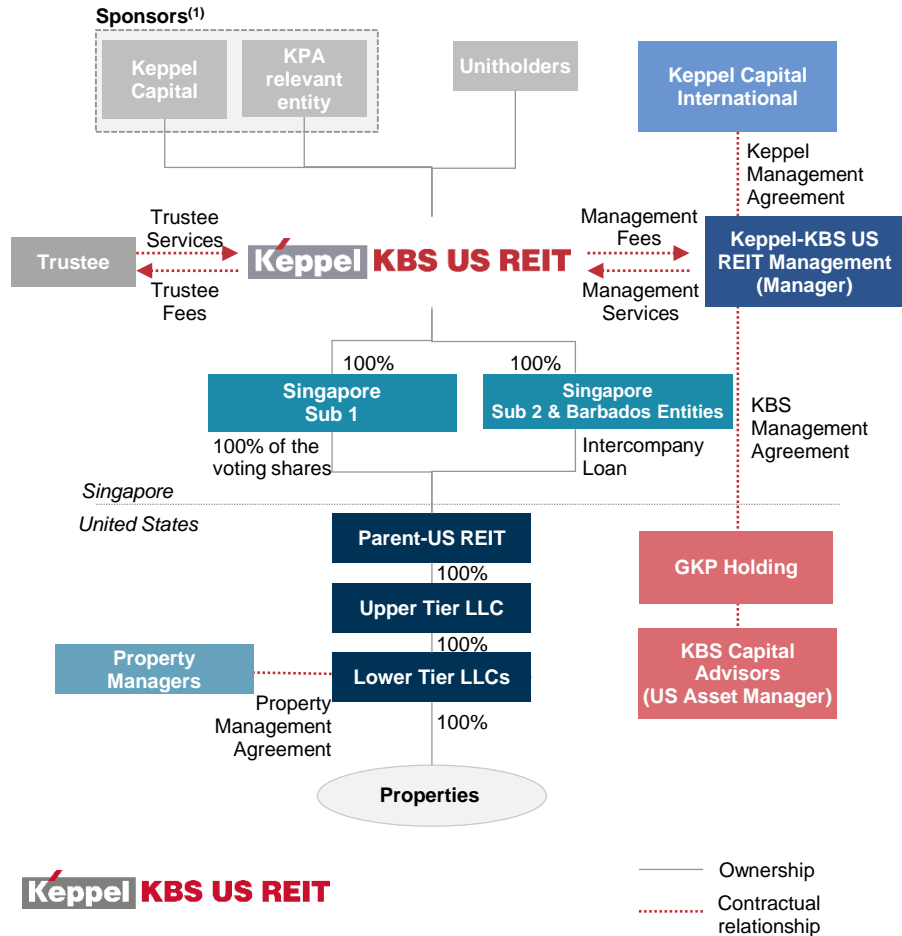 Sponsors(1)
Keppel
Capital
KPA
relevant
entity
Unitholders
Keppel Capital
International
Keppel
Management
Agreement
Trustee
Trustee
Services
Trustee
Fees
Keppel KBS US REIT
Management
Fees
Management
Services
Keppel-KBS US
REIT Management
(Manager)
100%
100%
Singapore
Sub 1
Singapore
Sub 2 & Barbados Entities
KBS
Management
Agreement
100% of the
voting shares
Intercompany
Loan
Singapore
United States
Parent-US REIT
100%
GKP Holding
Upper Tier LLC
100%
Property
Managers
Lower Tier LLCs
KBS Capital
Advisors
(US Asset Manager)
Property
Management
Agreement
100%
Properties
Keppel KBS US REIT
Ownership
Contractual
relationship